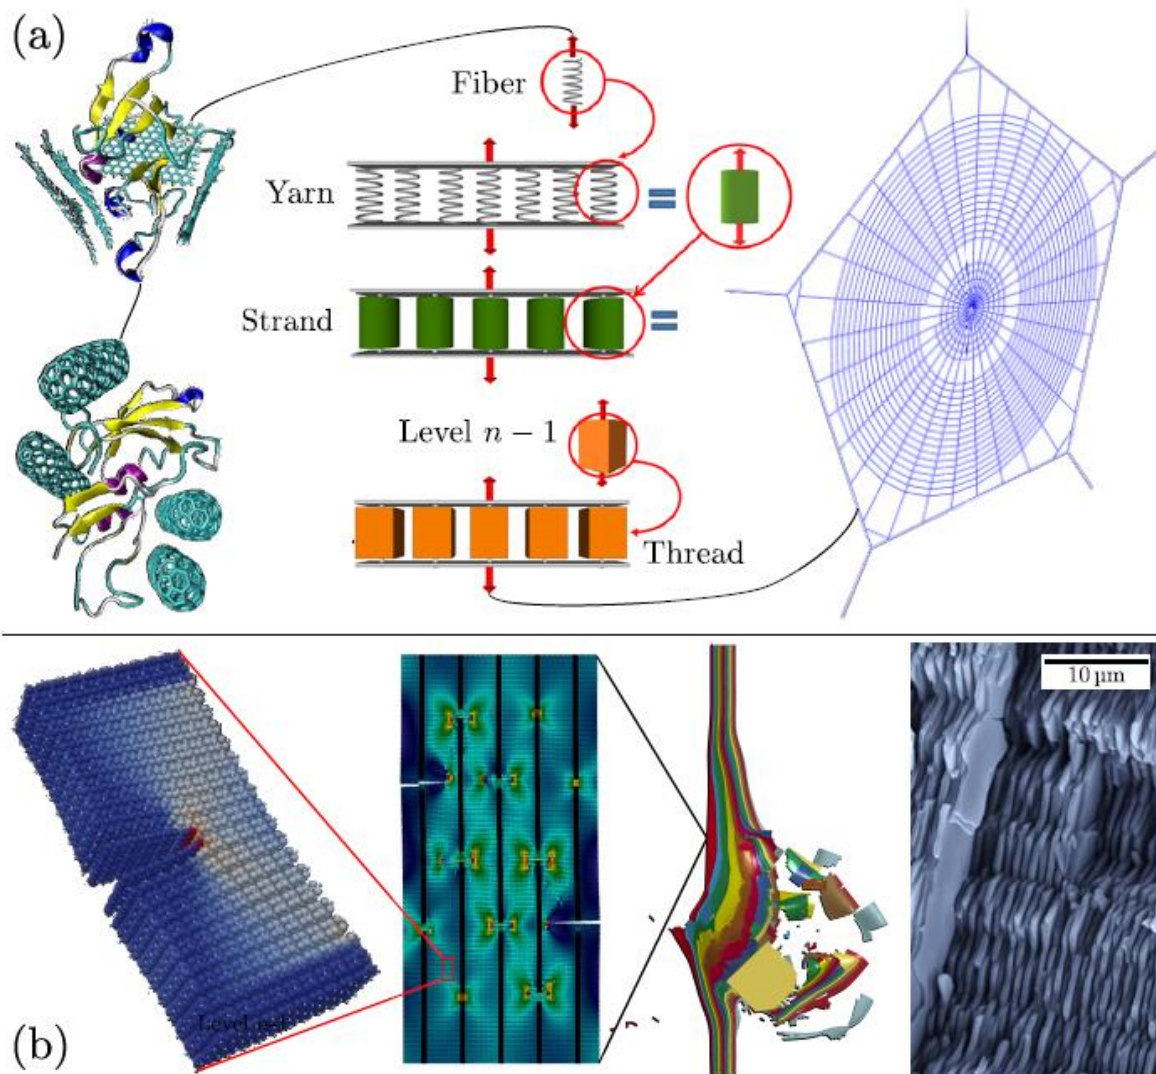 (a)
Fiber
Yarn
Strand
Level n − 1
Thread
10 µm
(b)